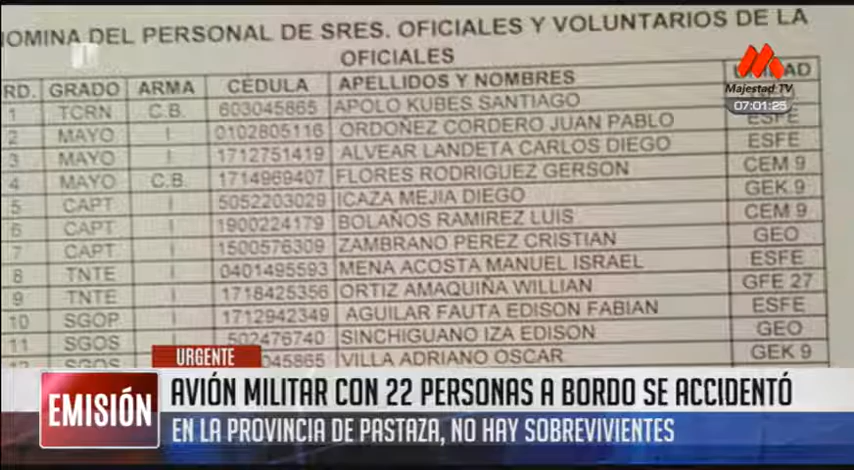 NOMINA DEL PERSONAL DE SRES. OFICIALES Y VOLUNTARIOS DE LA
OFICIALES
RD. GRADO ARMA CÉDULA APELLIDOS Y NOMBRES
1 TCRN C.B. 603045865 APOLO KUBES SANTIAGO
2 MAYO I 0102805116 ORDOÑEZ CORDERO JUAN PABLO ESFE
3 MAYO I 1712751419 ALVEAR LANDETA CARLOS DIEGO ESFE
4 MAYO C.B. 1714969407 FLORES RODRIGUEZ GERSON CEM 9
5 CAPT I 5052203029 ICAZA MEJIA DIEGO GEK 9
6 CAPT I 1900224179 BOLAÑOS RAMIREZ LUIS CEM 9
7 CAPT I 1500576309 ZAMBRANO PEREZ CRISTIAN GEO
8 TNTE I 0401495593 MENA ACOSTA MANUEL ISRAEL ESFE
9 TNTE I 1718425356 ORTIZ AMAQUIÑA WILLIAN GFE 27
10 SGOP I 1712942349 AGUILAR FAUTA EDISON FABIAN ESFE
11 SGOS I 502476740 SINCHIGUANO IZA EDISON GEO
12 SGOS I 045865 VILLA ADRIANO OSCAR GEK 9
Majestad TV
07:01:25
URGENTE
EMISIÓN
AVIÓN MILITAR CON 22 PERSONAS A BORDO SE ACCIDENTÓ
EN LA PROVINCIA DE PASTAZA, NO HAY SOBREVIVIENTES